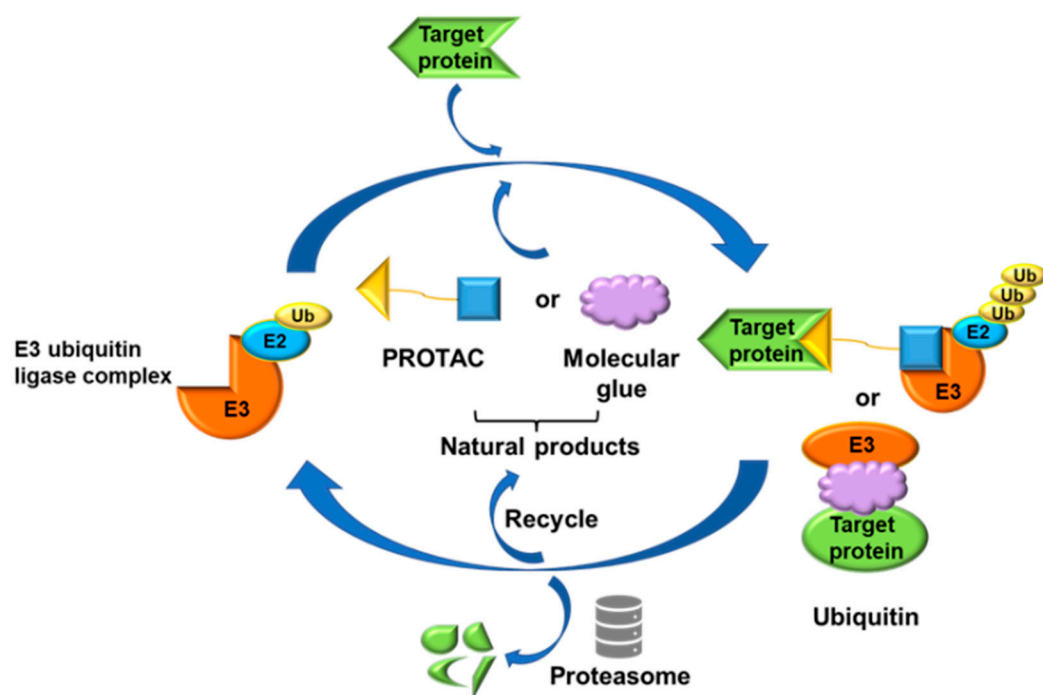 Target
protein
Ub
E2
E3 ubiquitin
ligase complex
E3
PROTAC
or
Molecular
glue
Natural products
Recycle
Target
protein
Ub
Ub
Ub
E2
E3
or
E3
Target
protein
Ubiquitin
Proteasome